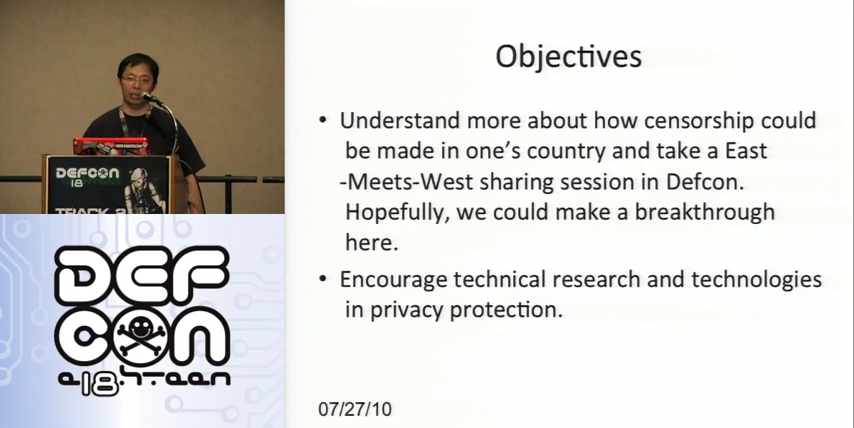 DEFCON
18
TRACK 2
DEF
CON
e18hteen
Objectives
• Understand more about how censorship could
be made in one's country and take a East
-Meets-West sharing session in Defcon.
Hopefully, we could make a breakthrough
here.
• Encourage technical research and technologies
in privacy protection.
07/27/10